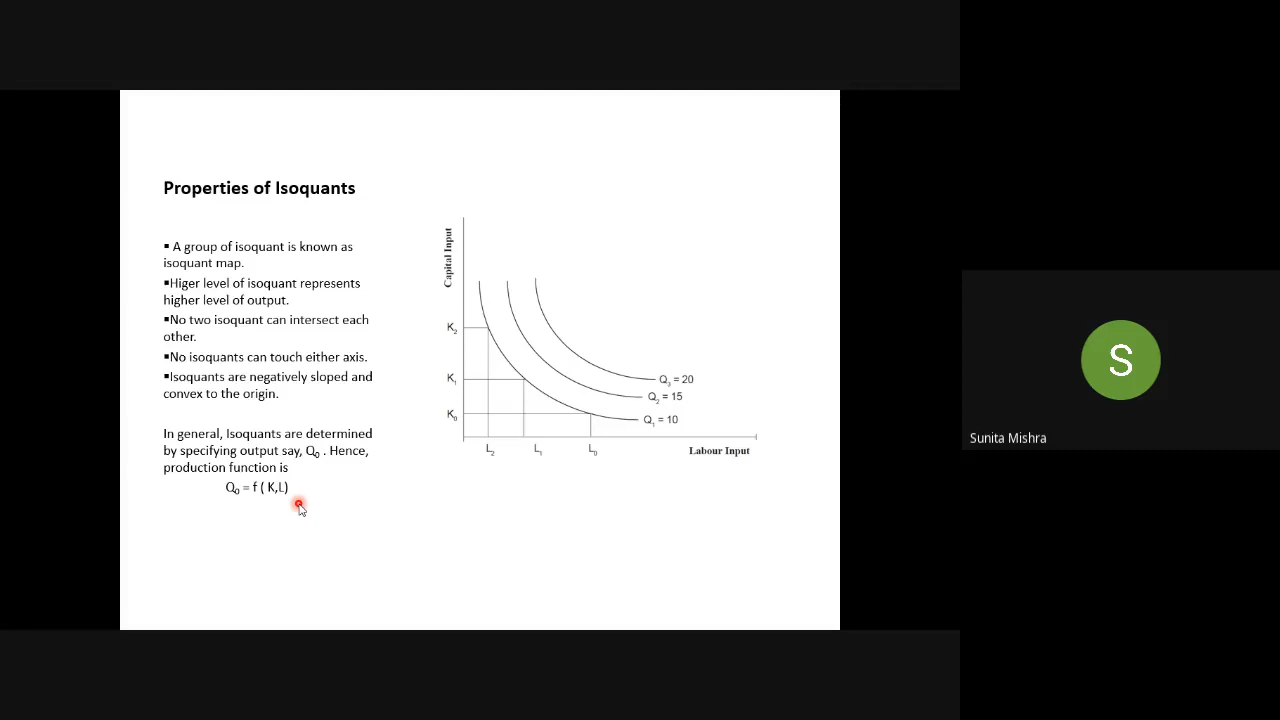 Properties of Isoquants
▪ A group of isoquant is known as
isoquant map.
▪Higer level of isoquant represents
higher level of output.
▪No two isoquant can intersect each
other.
▪No isoquants can touch either axis.
▪Isoquants are negatively sloped and
convex to the origin.
In general, Isoquants are determined
by specifying output say, Q₀ . Hence,
production function is
Q₀ = f ( K,L)
Capital Input
K₂
K₁
K₀
Q₃ = 20
Q₂ = 15
Q₁ = 10
L₂ L₁ L₀
Labour Input
S
Sunita Mishra